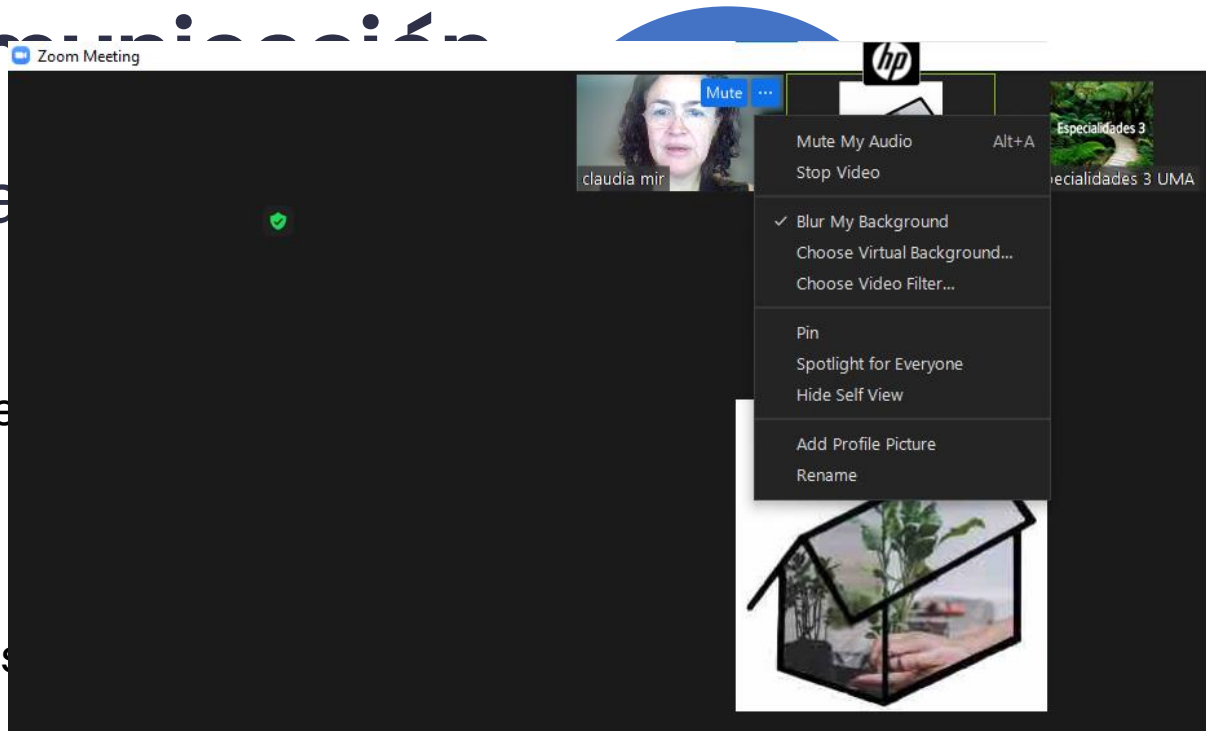 Zoom Meeting
hp
Mute ...
claudia mir
Especialidades 3
ecialidades 3 UMA
Mute My Audio Alt+A
Stop Video
Blur My Background
Choose Virtual Background...
Choose Video Filter...
Pin
Spotlight for Everyone
Hide Self View
Add Profile Picture
Rename